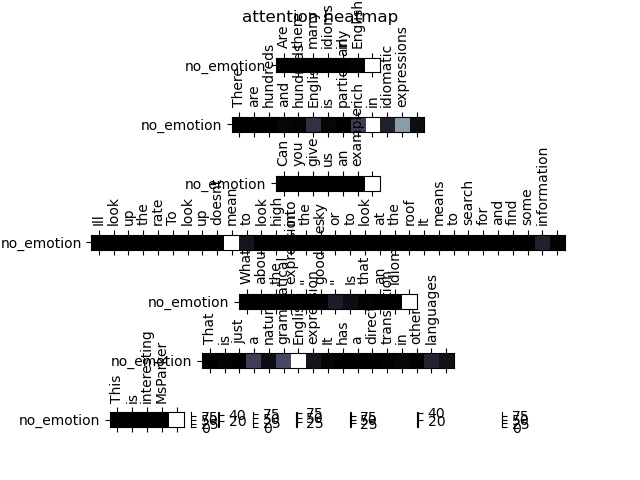 attention heatmap
Are there many idioms in English
no_emotion
There are hundreds and hundreds English is particularly rich in idiomatic expressions
no_emotion
Can you give us an example
no_emotion
Ill look up the rate To look up doesnt mean to look high into the sky or to look at the roof It means to search for and find some information
no_emotion
What about the expression " good " Is that an idiom
no_emotion
That is just a natural grammatical English expression It has a direct translation in other languages
no_emotion
This is interesting MsParker
no_emotion
75 50 25 0
40 20
75 50 25 0
75 50 25
75 50 25
40 20
75 50 25 0